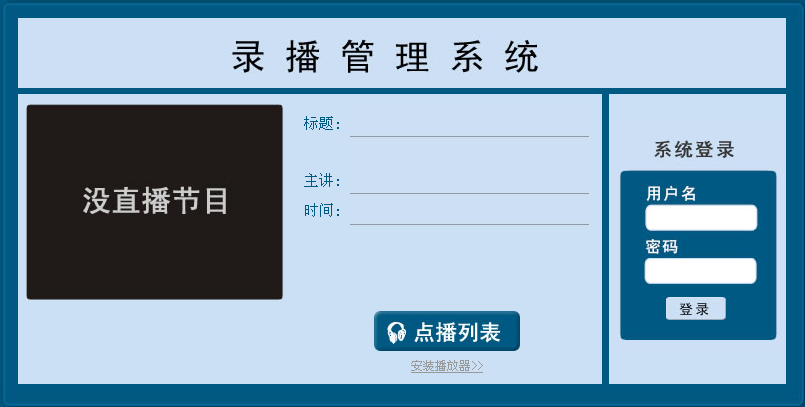 录播管理系统
没直播节目
标题：
主讲：
时间：
点播列表
安装播放器>>
系统登录
用户名
密码
登录